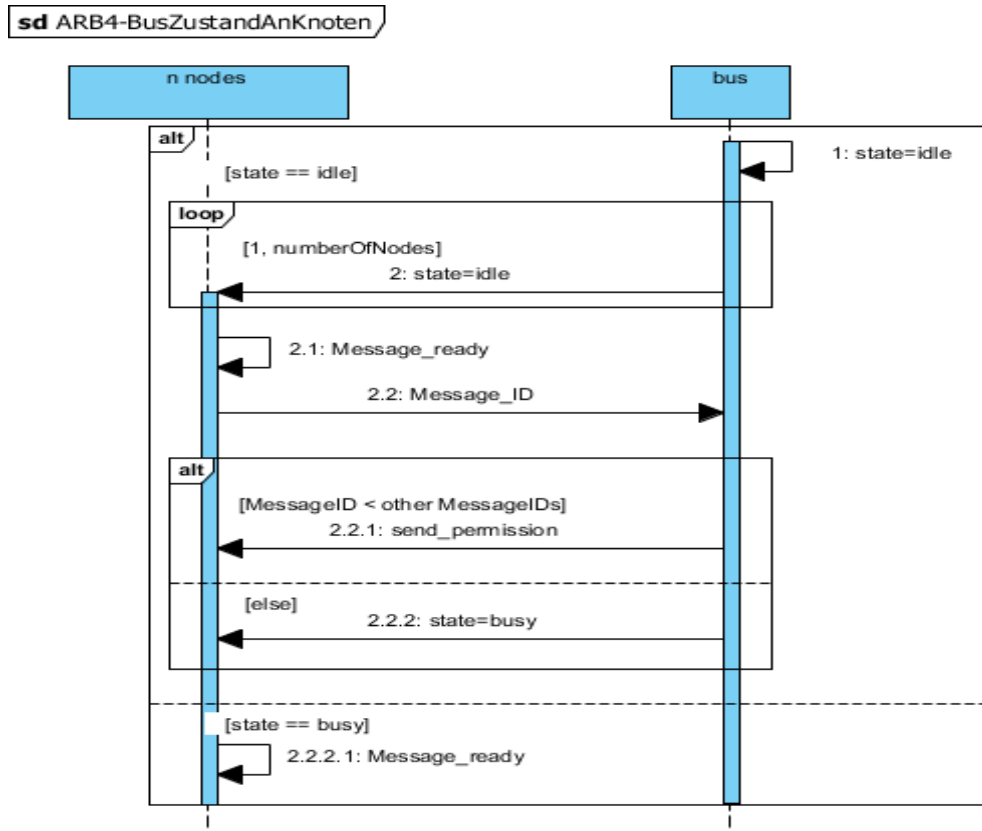 sd ARB4-BusZustandAnKnoten
n nodes
bus
alt
1: state=idle
[state == idle]
loop
[1, numberOfNodes]
2: state=idle
2.1: Message_ready
2.2: Message_ID
alt
[MessageID < other MessageIDs]
2.2.1: send_permission
[else]
2.2.2: state=busy
[state == busy]
2.2.2.1: Message_ready